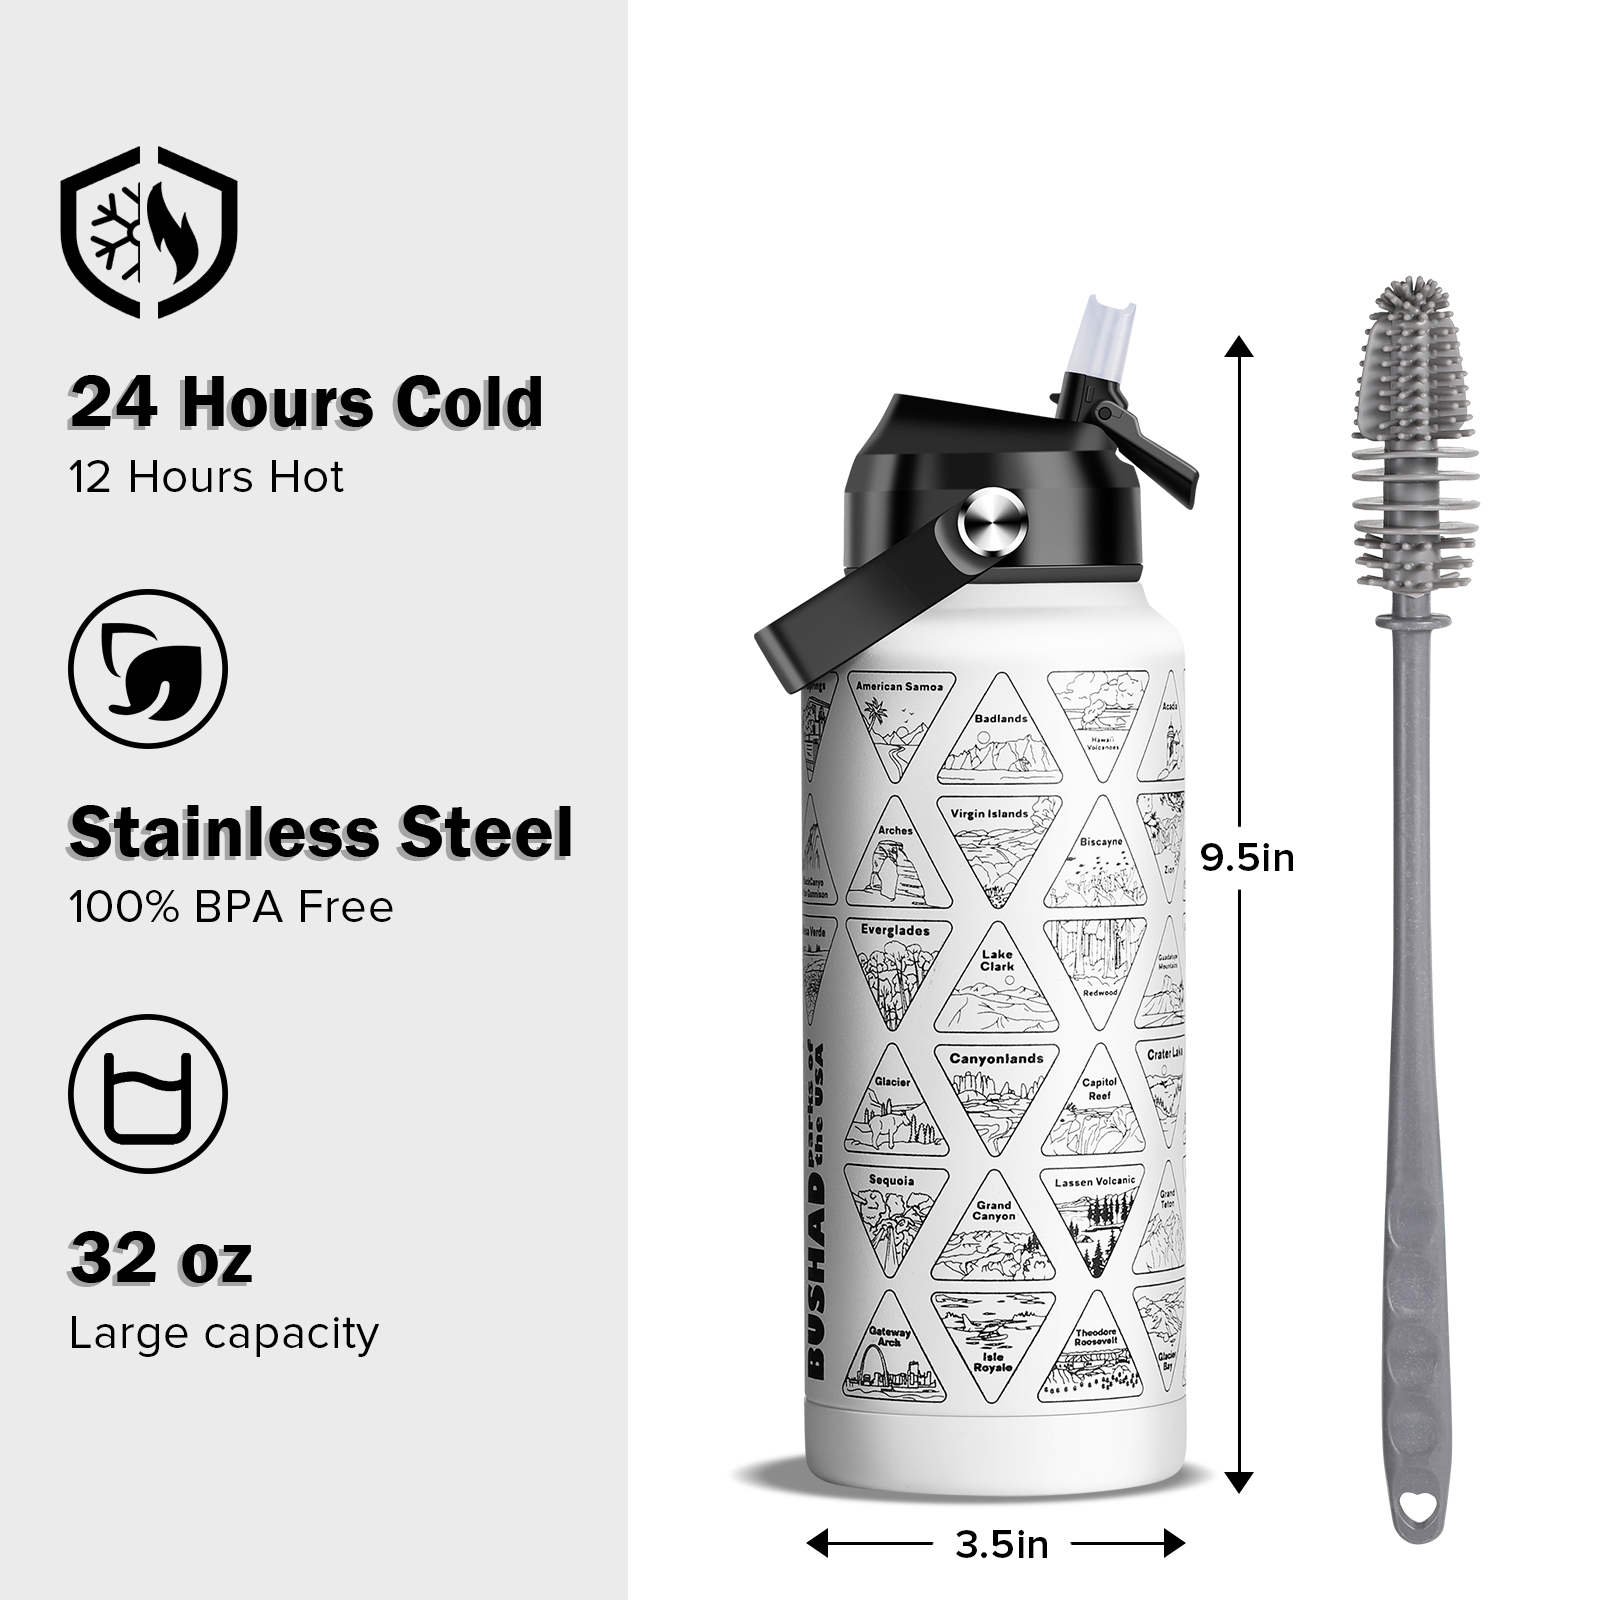 24 Hours Cold
12 Hours Hot
Stainless Steel
100% BPA Free
32 oz
Large capacity
American Samoa
Badlands
Hawai'i
Volcanoes
Acadia
Arches
Virgin Islands
Biscayne
Zion
Everglades
Lake
Clark
Redwood
Guadalupe
Mountains
Glacier
Canyonlands
Capitol
Reef
Crater Lake
Sequoia
Grand
Canyon
Lassen Volcanic
Grand
Teton
Gateway
Arch
Isle
Royale
Theodore
Roosevelt
Glacier
Bay
BUSHAD
Parks of
the USA
9.5in
3.5in